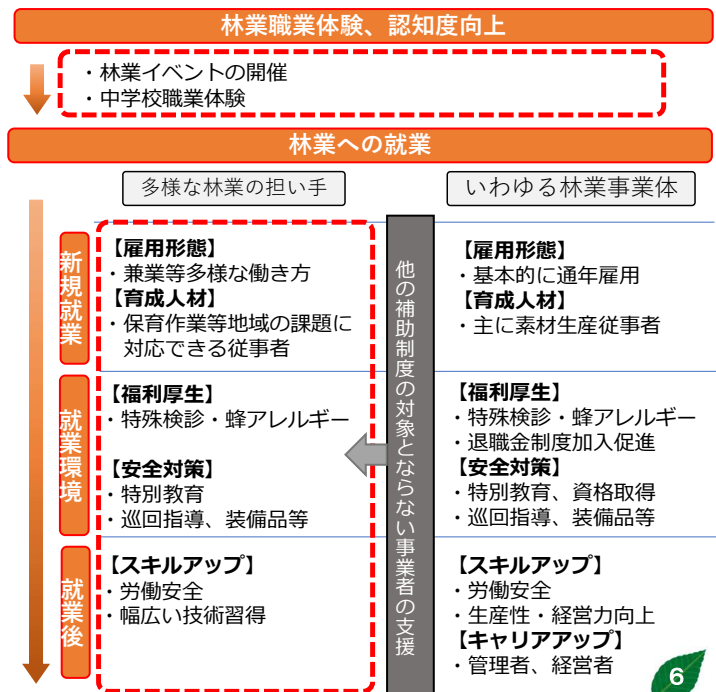 林業職業体験、認知度向上
・林業イベントの開催
・中学校職業体験
林業への就業
多様な林業の担い手
いわゆる林業事業体
新規就業
【雇用形態】
・兼業等多様な働き方
【育成人材】
・保育作業等地域の課題に
対応できる従事者
他の補助制度の対象とならない事業者の支援
【雇用形態】
・基本的に通年雇用
【育成人材】
・主に素材生産従事者
就業環境
【福利厚生】
・特殊検診・蜂アレルギー
【安全対策】
・特別教育
・巡回指導、装備品等
【福利厚生】
・特殊検診・蜂アレルギー
・退職金制度加入促進
【安全対策】
・特別教育、資格取得
・巡回指導、装備品等
就業後
【スキルアップ】
・労働安全
・幅広い技術習得
【スキルアップ】
・労働安全
・生産性・経営力向上
【キャリアアップ】
・管理者、経営者
6